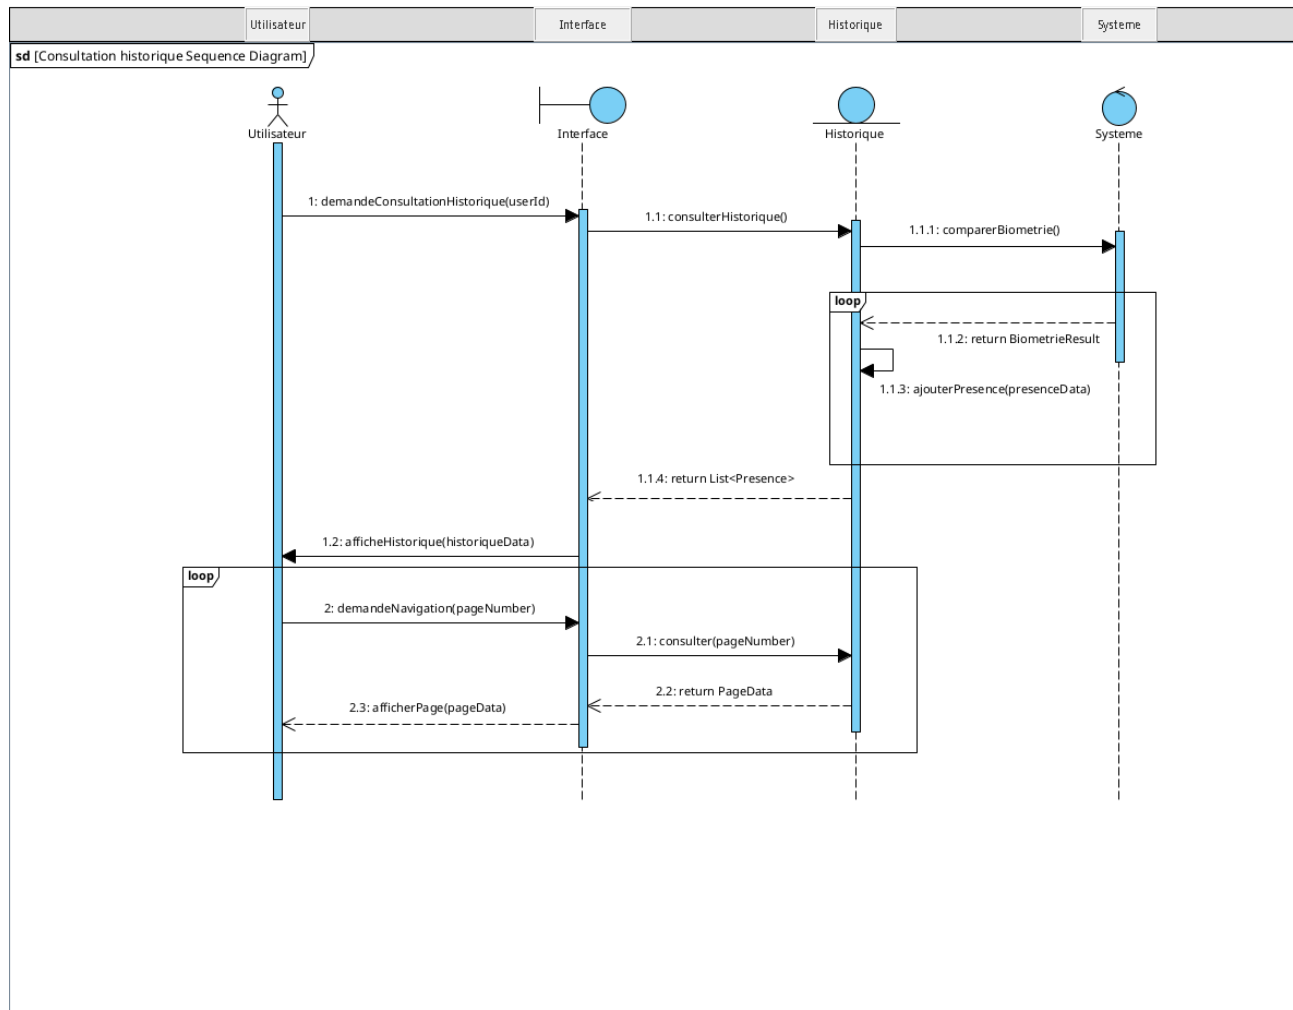 Utilisateur
Interface
Historique
Systeme
sd [Consultation historique Sequence Diagram]
Utilisateur
Interface
Historique
Systeme
1: demandeConsultationHistorique(userId)
1.1: consulterHistorique()
1.1.1: comparerBiometrie()
loop
1.1.2: return BiometrieResult
1.1.3: ajouterPresence(presenceData)
1.1.4: return List<Presence>
1.2: afficheHistorique(historiqueData)
loop
2: demandeNavigation(pageNumber)
2.1: consulter(pageNumber)
2.2: return PageData
2.3: afficherPage(pageData)